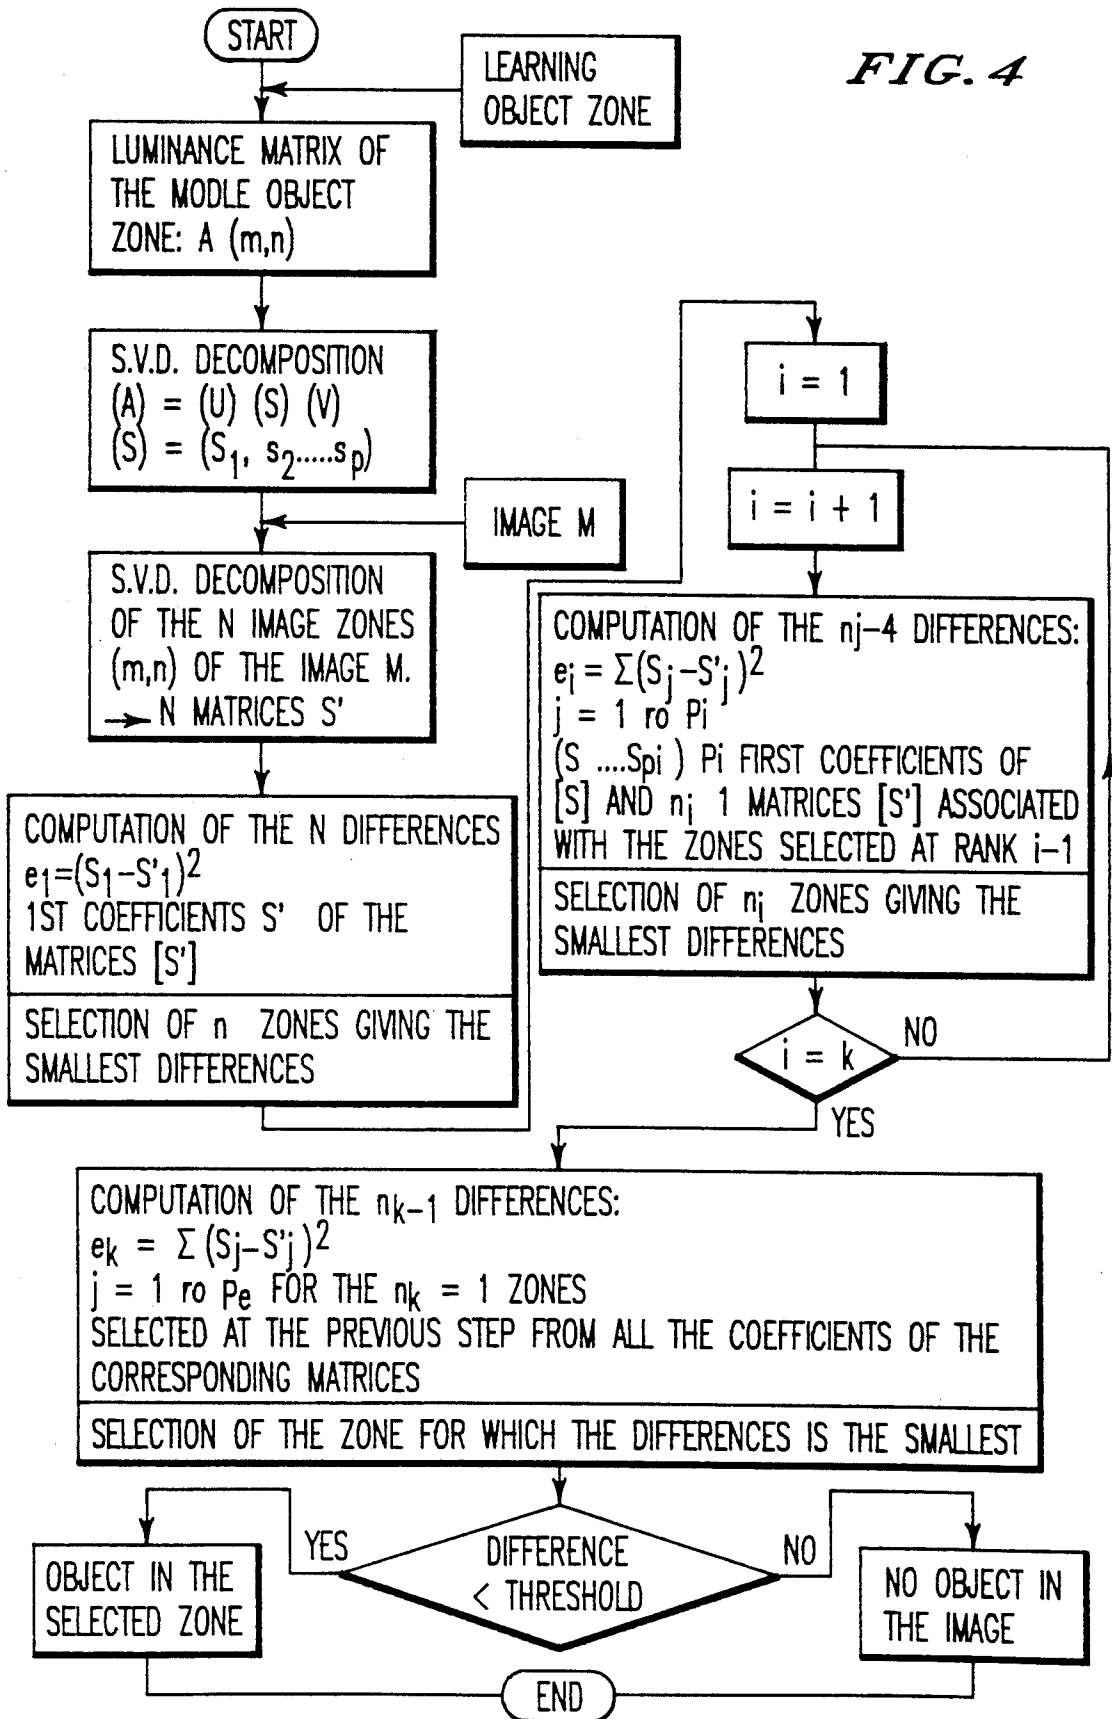 START
FIG. 4
LEARNING
OBJECT ZONE
LUMINANCE MATRIX OF
THE MODLE OBJECT
ZONE: A (m,n)
S.V.D. DECOMPOSITION
(A) = (U) (S) (V)
(S) = (S₁, s₂.....sₚ)
IMAGE M
S.V.D. DECOMPOSITION
OF THE N IMAGE ZONES
(m,n) OF THE IMAGE M.
→ N MATRICES S'
COMPUTATION OF THE N DIFFERENCES
e₁=(S₁-S'₁)²
1ST COEFFICIENTS S' OF THE
MATRICES [S']
SELECTION OF n ZONES GIVING THE
SMALLEST DIFFERENCES
i = 1
i = i + 1
COMPUTATION OF THE nj-4 DIFFERENCES:
eᵢ = Σ(Sⱼ-S'ⱼ)²
j = 1 ro Pi
(S ....Spi ) Pi FIRST COEFFICIENTS OF
[S] AND nᵢ 1 MATRICES [S'] ASSOCIATED
WITH THE ZONES SELECTED AT RANK i-1
SELECTION OF nᵢ ZONES GIVING THE
SMALLEST DIFFERENCES
i = k
NO
YES
COMPUTATION OF THE nₖ₋₁ DIFFERENCES:
eₖ = Σ (Sⱼ-S'ⱼ)²
j = 1 ro Pₑ FOR THE nₖ = 1 ZONES
SELECTED AT THE PREVIOUS STEP FROM ALL THE COEFFICIENTS OF THE
CORRESPONDING MATRICES
SELECTION OF THE ZONE FOR WHICH THE DIFFERENCES IS THE SMALLEST
YES
DIFFERENCE
< THRESHOLD
NO
OBJECT IN THE
SELECTED ZONE
NO OBJECT IN
THE IMAGE
END